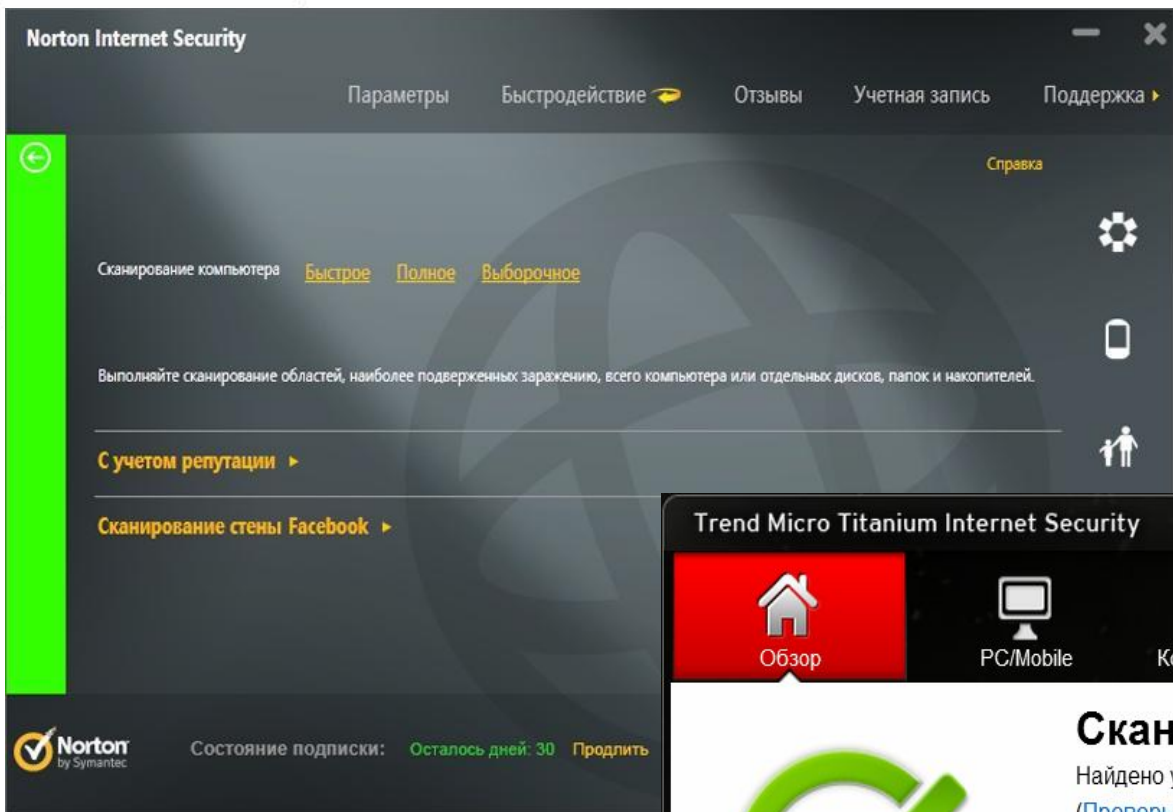 Norton Internet Security
Параметры Быстродействие Отзывы Учетная запись Поддержка
Справка
Сканирование компьютера Быстрое Полное Выборочное
Выполняйте сканирование областей, наиболее подверженных заражению, всего компьютера или отдельных дисков, папок и накопителей.
С учетом репутации
Сканирование стены Facebook
Norton
by Symantec
Состояние подписки: Осталось дней: 30 Продлить
Trend Micro Titanium Internet Security
Обзор PC/Mobile
Найдено